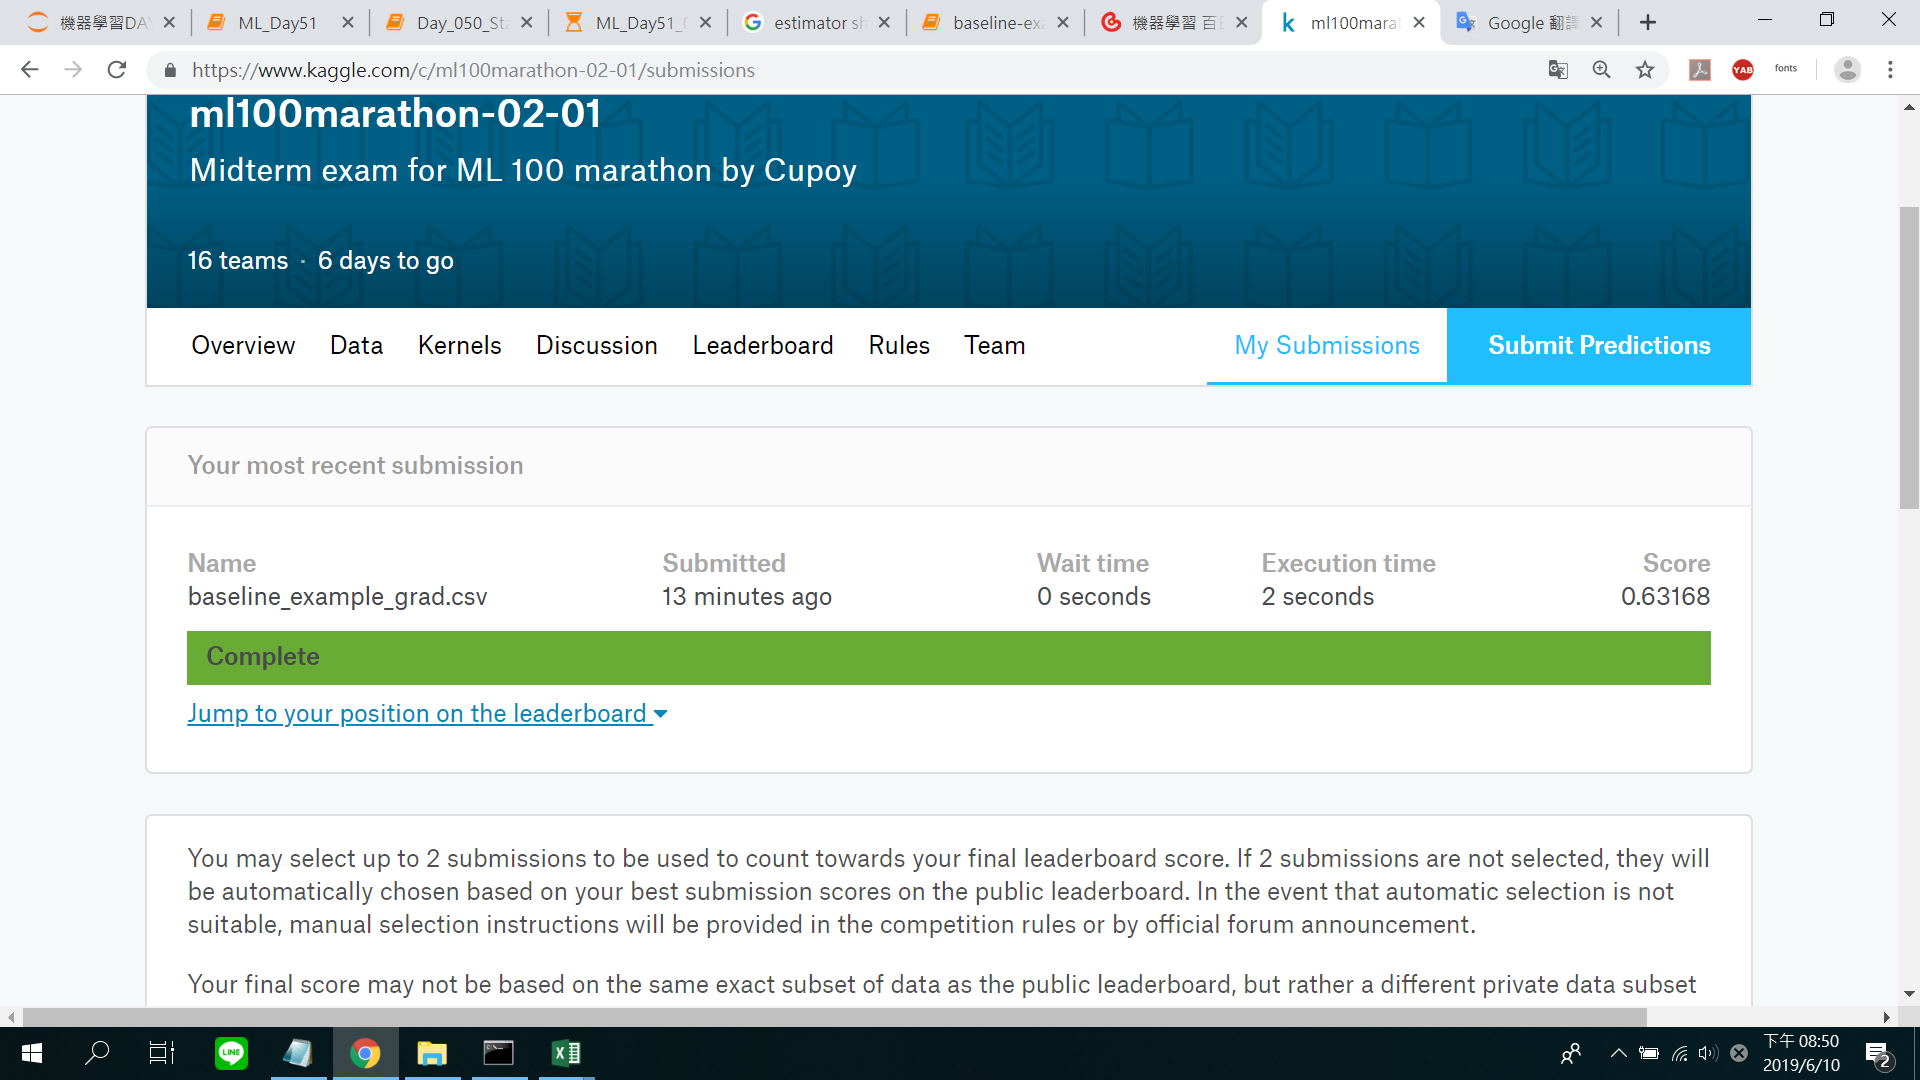 機器學習DA
ML_Day51
Day_050_Sta
ML_Day51_
estimator sh
baseline-exa
機器學習 百
ml100marat
Google 翻譯
https://www.kaggle.com/c/ml100marathon-02-01/submissions
YAB
fonts
ml100marathon-02-01
Midterm exam for ML 100 marathon by Cupoy
16 teams · 6 days to go
Overview Data Kernels Discussion Leaderboard Rules Team My Submissions Submit Predictions
Your most recent submission
Name Submitted Wait time Execution time Score
baseline_example_grad.csv 13 minutes ago 0 seconds 2 seconds 0.63168
Complete
Jump to your position on the leaderboard
You may select up to 2 submissions to be used to count towards your final leaderboard score. If 2 submissions are not selected, they will
be automatically chosen based on your best submission scores on the public leaderboard. In the event that automatic selection is not
suitable, manual selection instructions will be provided in the competition rules or by official forum announcement.
Your final score may not be based on the same exact subset of data as the public leaderboard, but rather a different private data subset
LINE
下午 08:50
2019/6/10
2